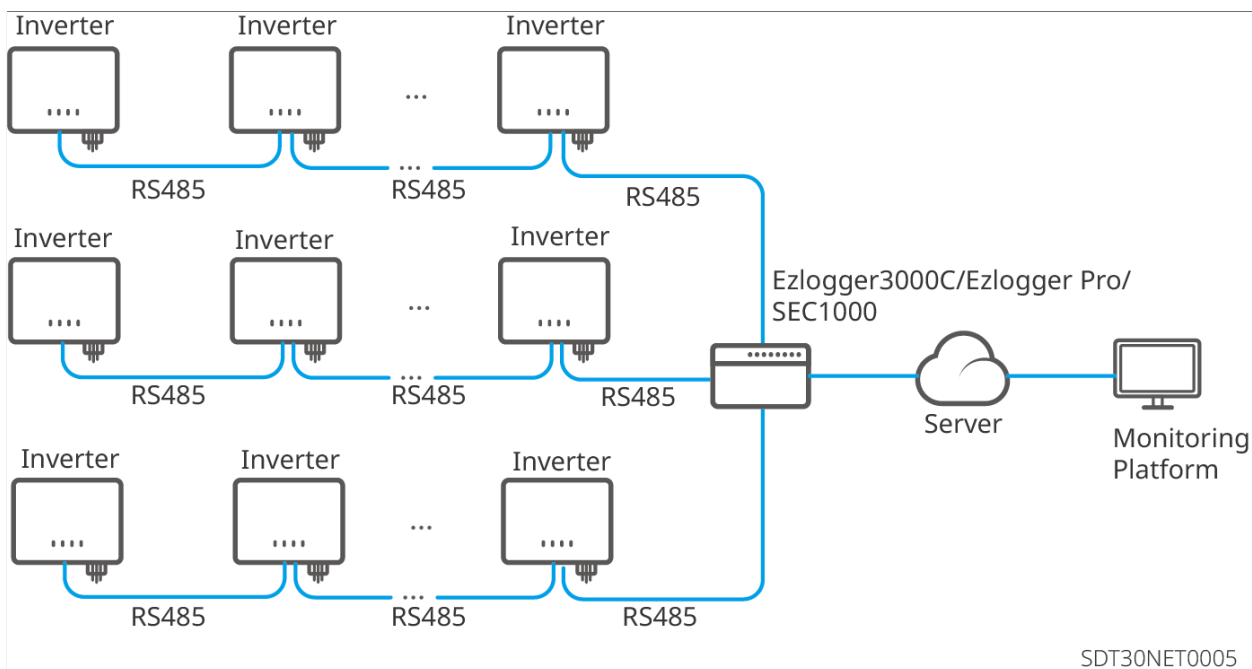 Inverter
Inverter
Inverter
...
...
RS485
RS485
RS485
Inverter
Inverter
Inverter
Ezlogger3000C/Ezlogger Pro/
SEC1000
...
...
RS485
RS485
RS485
Server
Monitoring
Platform
Inverter
Inverter
Inverter
...
...
RS485
RS485
RS485
SDT30NET0005